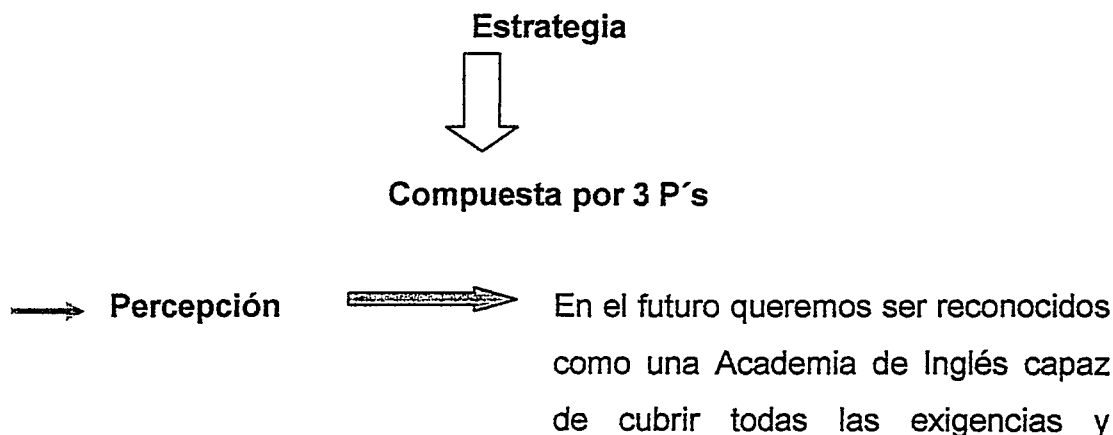 Estrategia
Compuesta por 3 P´s
Percepción
En el futuro queremos ser reconocidos
como una Academia de Inglés capaz
de cubrir todas las exigencias y